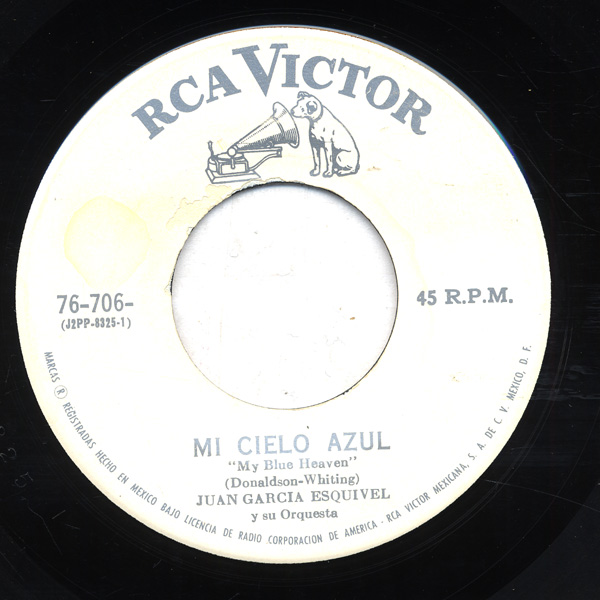 RCA VICTOR
76-706-
(J2PP-8325-1)
45 R.P.M.
MI CIELO AZUL
"My Blue Heaven"
(Donaldson-Whiting)
JUAN GARCIA ESQUIVEL
y su Orquesta
MARCAS ® REGISTRADAS HECHO EN MEXICO BAJO LICENCIA DE RADIO CORPORACION DE AMERICA - RCA VICTOR MEXICANA, S. A. DE C. V. MEXICO, D. F.